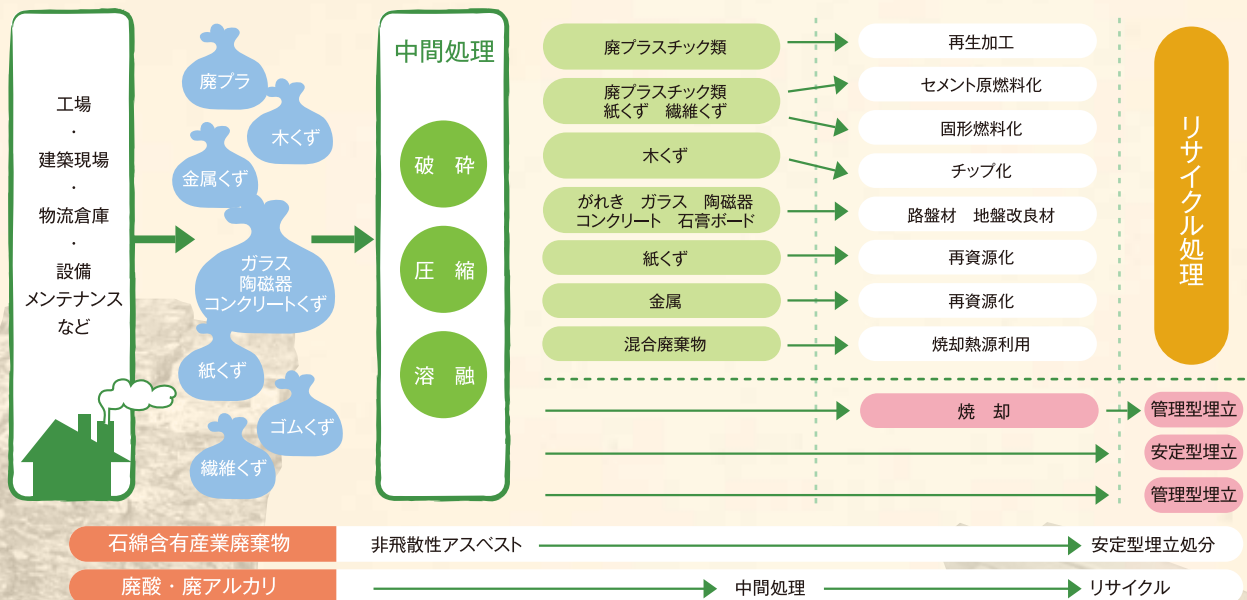 工場
・
建築現場
・
物流倉庫
・
設備
メンテナンス
など
廃プラ
木くず
金属くず
ガラス
陶磁器
コンクリートくず
紙くず
ゴムくず
繊維くず
中間処理
破 砕
圧 縮
溶 融
廃プラスチック類
再生加工
廃プラスチック類
紙くず 繊維くず
セメント原燃料化
固形燃料化
木くず
チップ化
がれき ガラス 陶磁器
コンクリート 石膏ボード
路盤材 地盤改良材
紙くず
再資源化
金属
再資源化
混合廃棄物
焼却熱源利用
リサイクル処理
焼 却
管理型埋立
安定型埋立
管理型埋立
石綿含有産業廃棄物
非飛散性アスベスト
安定型埋立処分
廃酸・廃アルカリ
中間処理
リサイクル